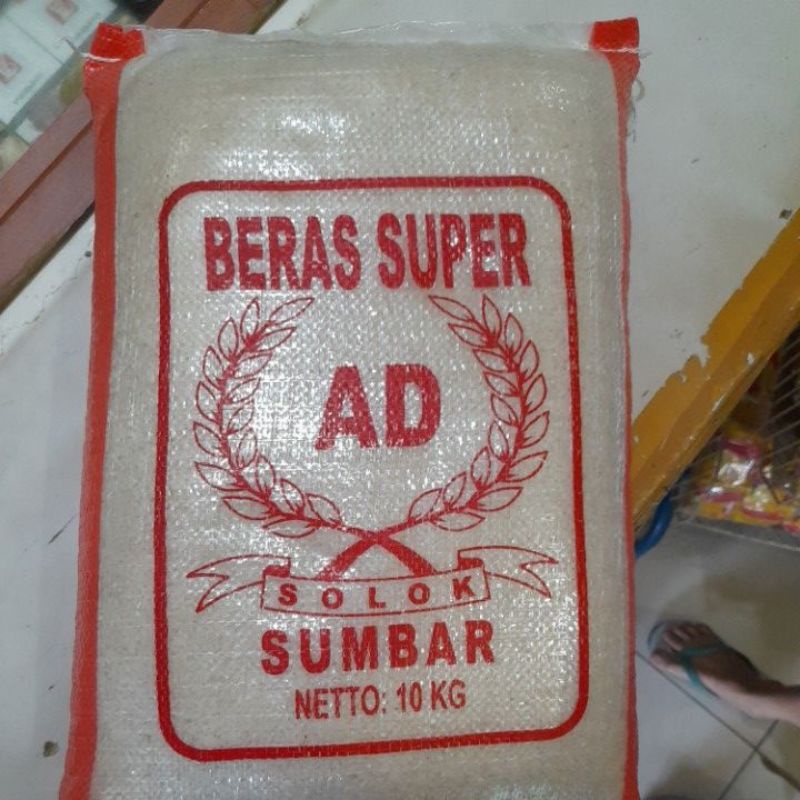 BERAS SUPER
AD
SOLOK
SUMBAR
NETTO: 10 KG